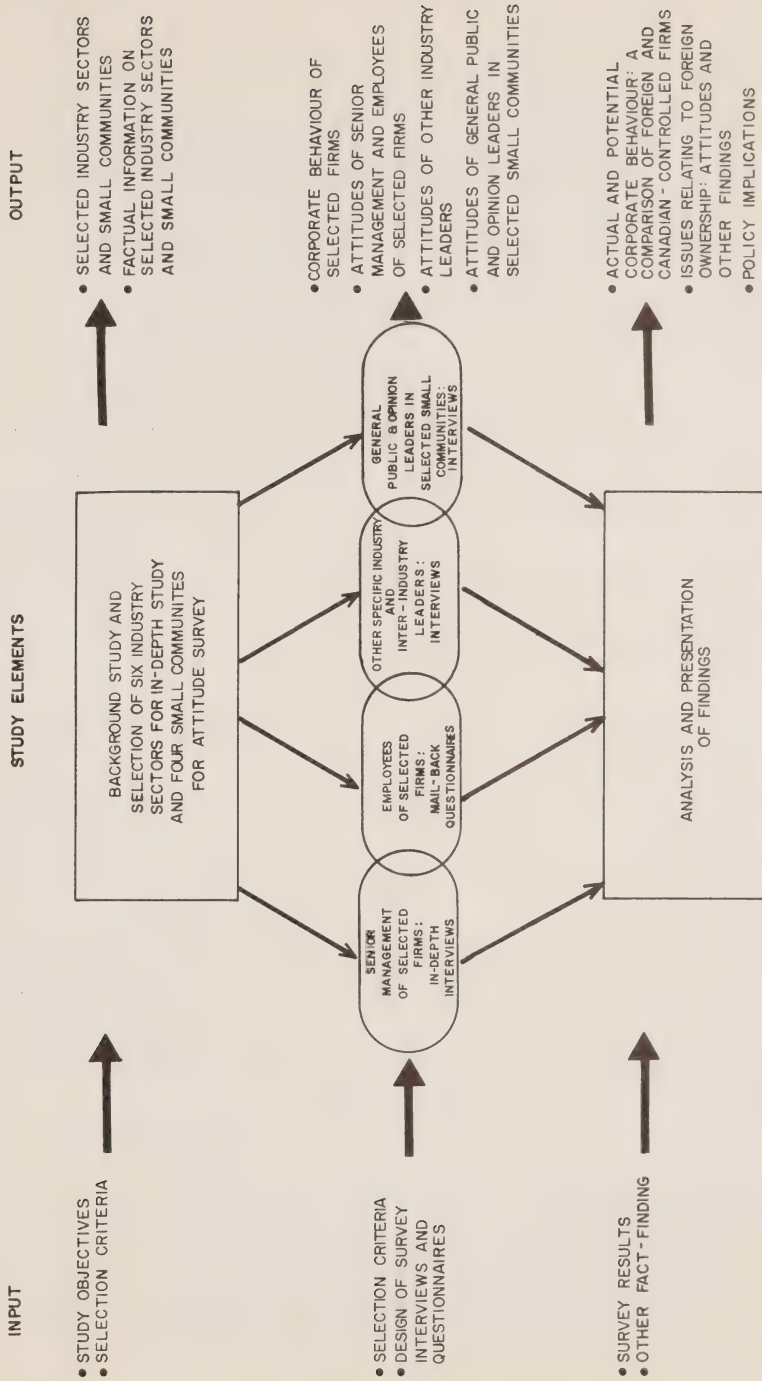 INPUT
STUDY ELEMENTS
OUTPUT
• STUDY OBJECTIVES
• SELECTION CRITERIA
BACKGROUND STUDY AND
SELECTION OF SIX INDUSTRY
SECTORS FOR IN-DEPTH STUDY
AND FOUR SMALL COMMUNITES
FOR ATTITUDE SURVEY
• SELECTED INDUSTRY SECTORS
AND SMALL COMMUNITIES
• FACTUAL INFORMATION ON
SELECTED INDUSTRY SECTORS
AND SMALL COMMUNITIES
• SELECTION CRITERIA
• DESIGN OF SURVEY
INTERVIEWS AND
QUESTIONNAIRES
SENIOR
MANAGEMENT
OF SELECTED
FIRMS:
IN-DEPTH
INTERVIEWS
EMPLOYEES
OF SELECTED
FIRMS:
MAIL-BACK
QUESTIONNAIRES
OTHER SPECIFIC INDUSTRY
AND
INTER-INDUSTRY
LEADERS:
INTERVIEWS
GENERAL
PUBLIC & OPINION
LEADERS IN
SELECTED SMALL
COMMUNITIES:
INTERVIEWS
• CORPORATE BEHAVIOUR OF
SELECTED FIRMS
• ATTITUDES OF SENIOR
MANAGEMENT AND EMPLOYEES
OF SELECTED FIRMS
• ATTITUDES OF OTHER INDUSTRY
LEADERS
• ATTITUDES OF GENERAL PUBLIC
AND OPINION LEADERS IN
SELECTED SMALL COMMUNITIES
• SURVEY RESULTS
• OTHER FACT-FINDING
ANALYSIS AND PRESENTATION
OF FINDINGS
• ACTUAL AND POTENTIAL
CORPORATE BEHAVIOUR: A
COMPARISON OF FOREIGN AND
CANADIAN-CONTROLLED FIRMS
• ISSUES RELATING TO FOREIGN
OWNERSHIP: ATTITUDES AND
OTHER FINDINGS
• POLICY IMPLICATIONS